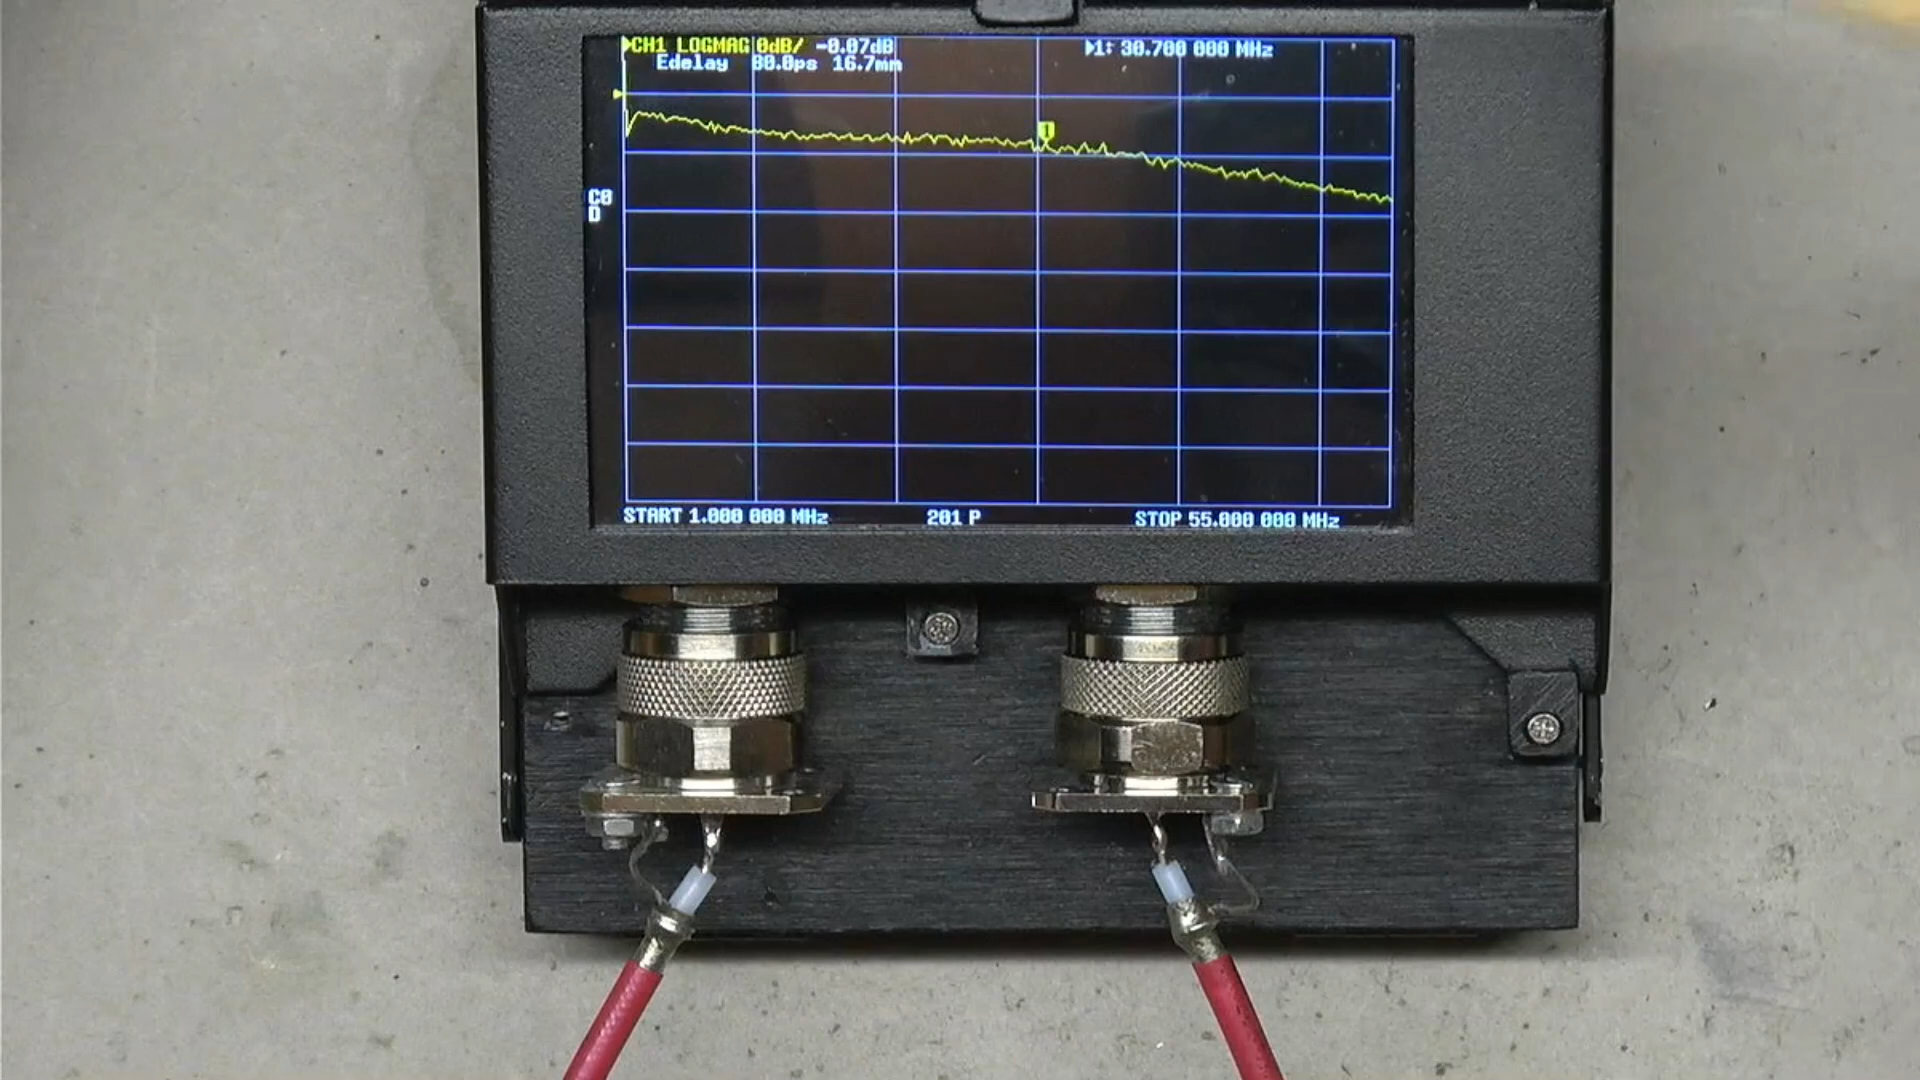 CH1 LOGMAG 0dB/ -0.07dB
1: 30.700 000 MHz
Edelay 80.0ps 16.7mm
1
C0
D
START 1.000 000 MHz
201 P
STOP 55.000 000 MHz